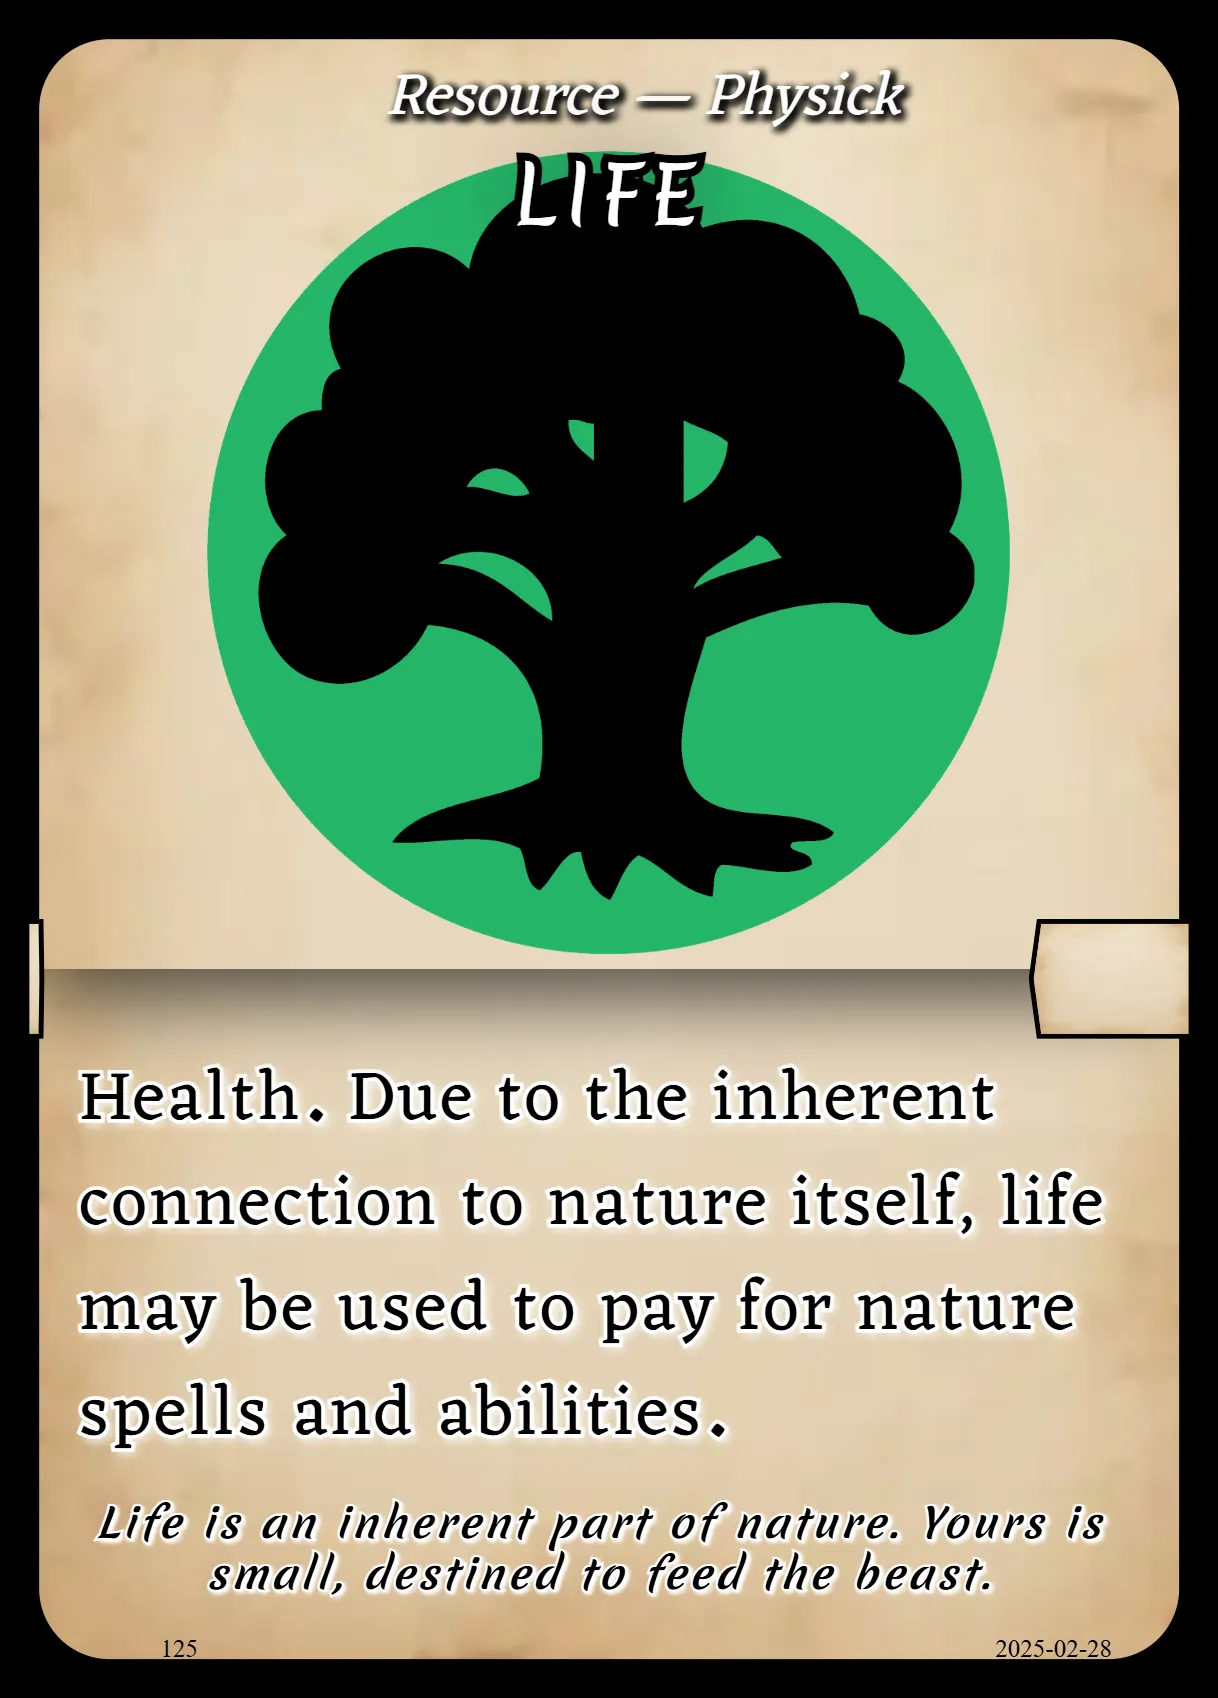 Resource — Physick
LIFE
Health. Due to the inherent
connection to nature itself, life
may be used to pay for nature
spells and abilities.
Life is an inherent part of nature. Yours is
small, destined to feed the beast.
125
2025-02-28